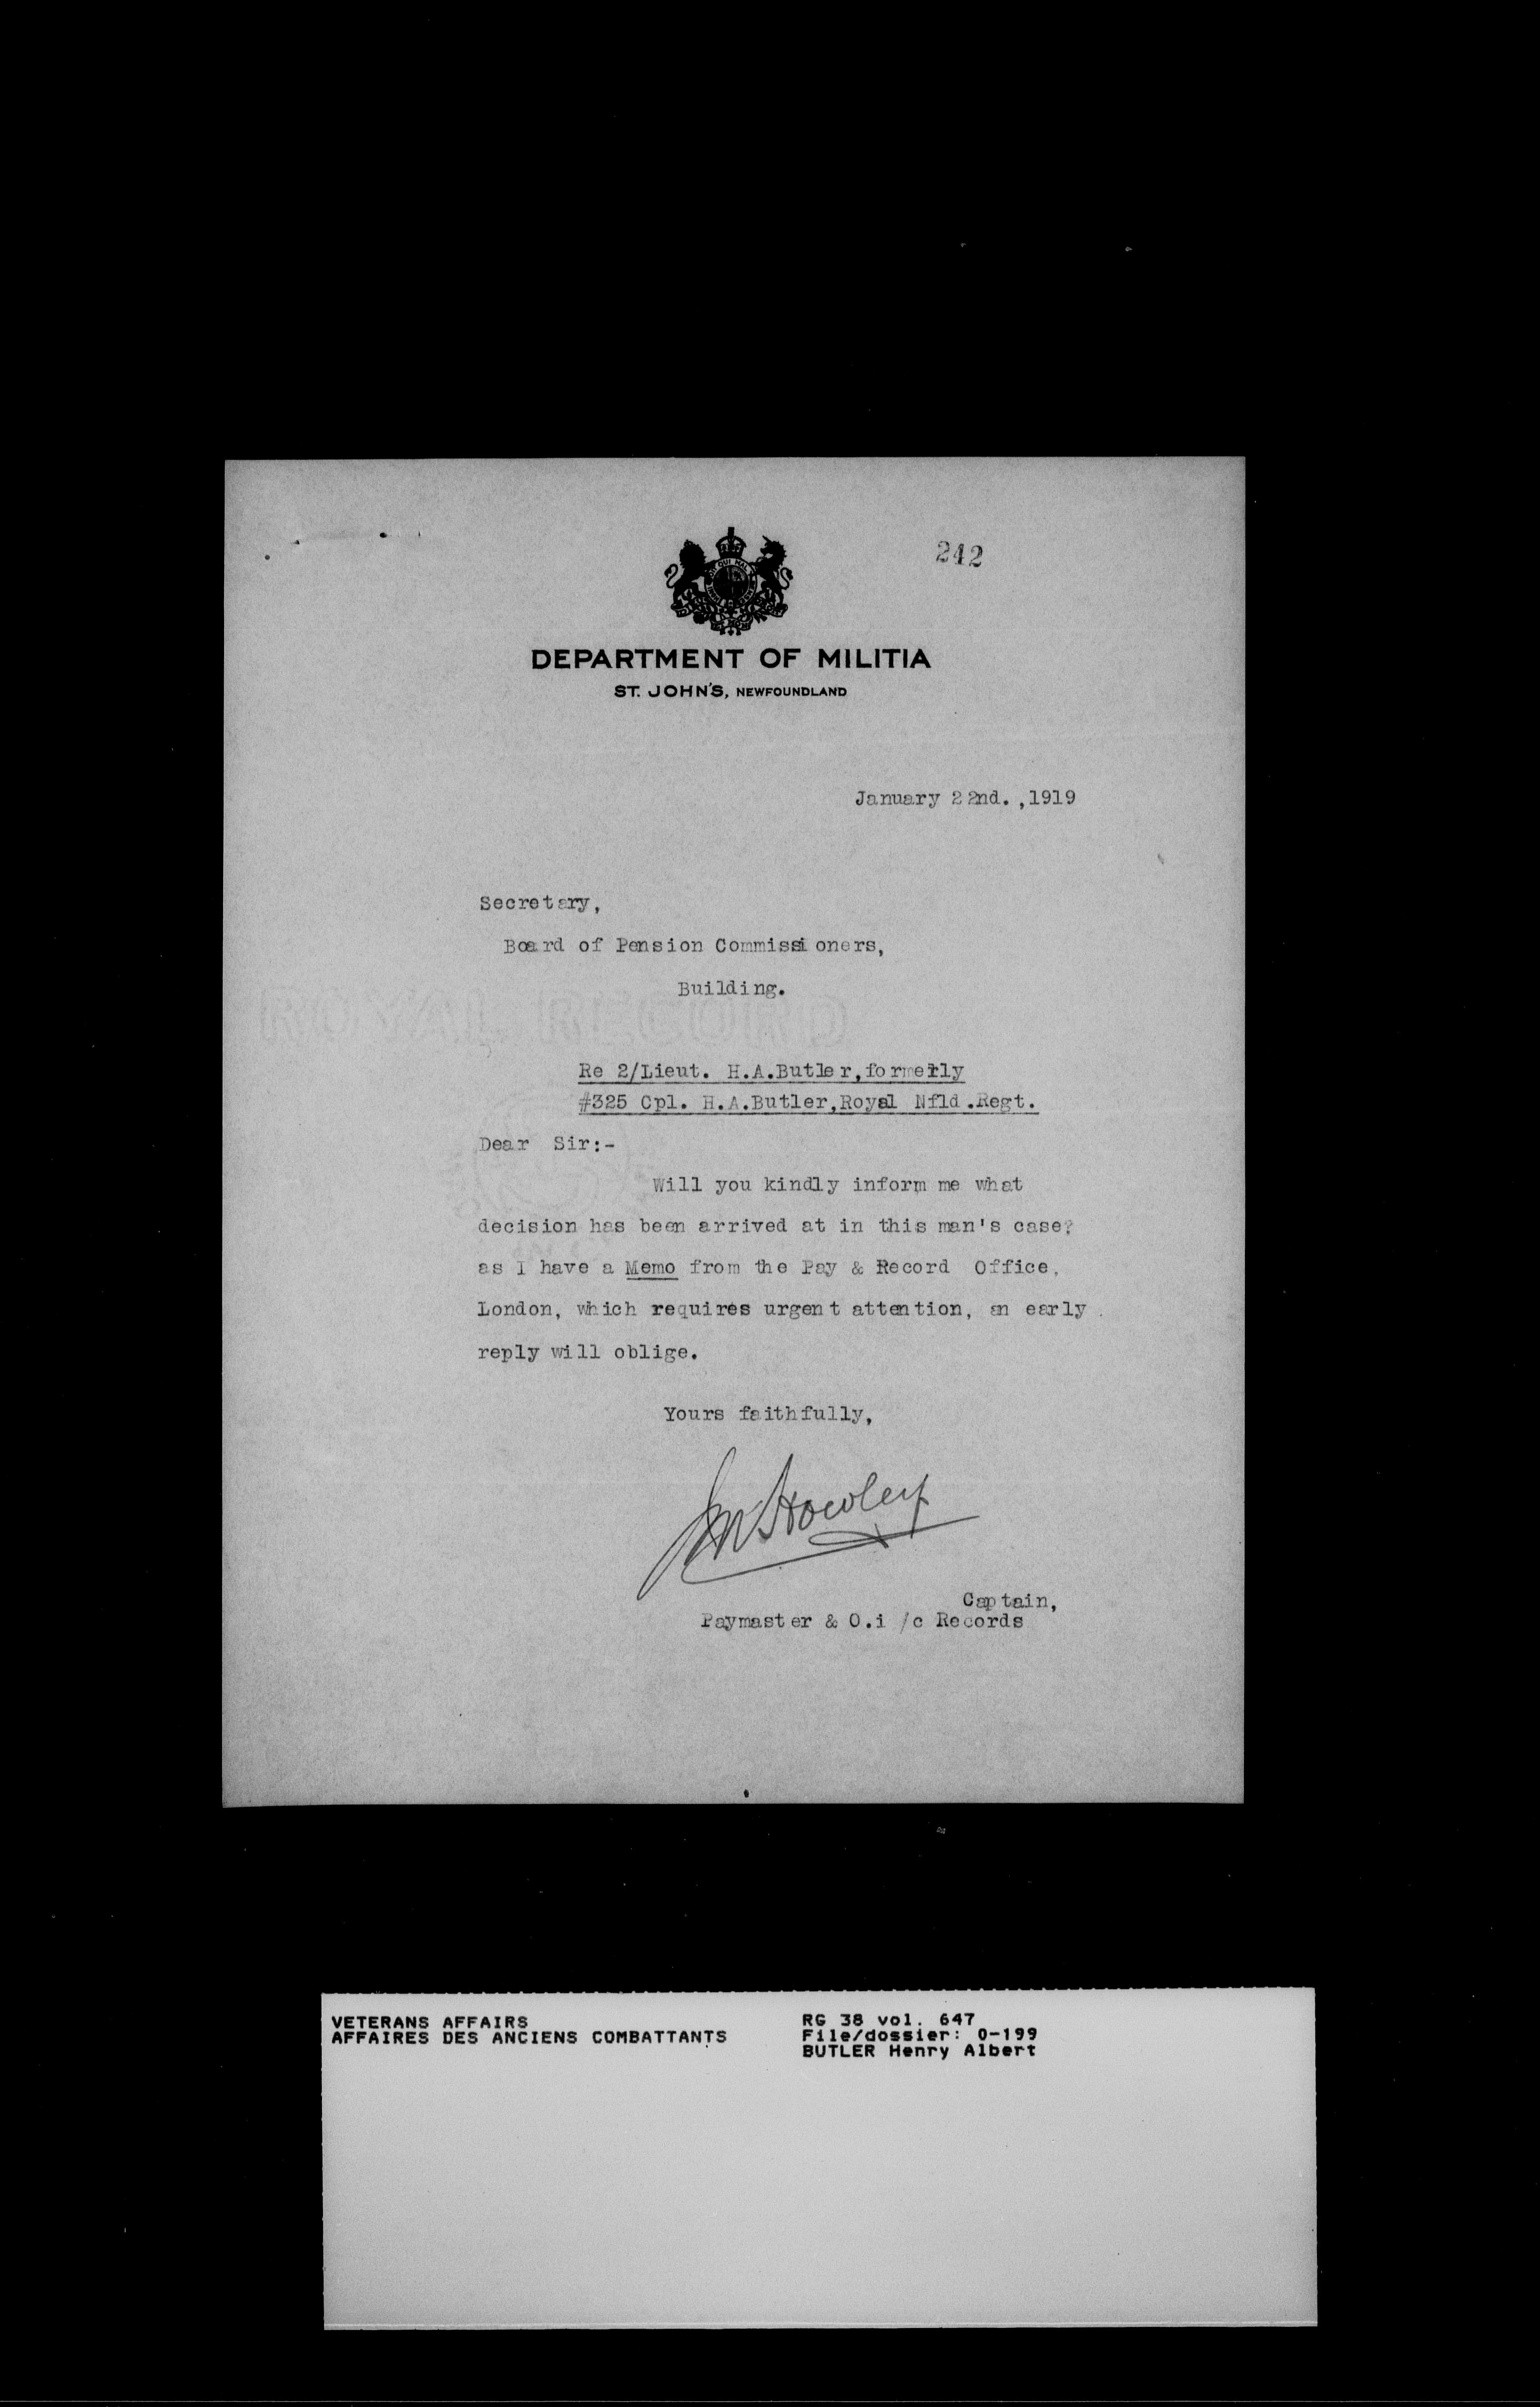 242
DEPARTMENT OF MILITIA
ST. JOHN'S, NEWFOUNDLAND
January 22nd.,1919
Secretary,
Board of Pension Commissioners,
Building.
ROYAL RECORD
Re 2/Lieut. H.A.Butler,formerly
#325 Cpl. H.A.Butler,Royal Nfld.Regt.
Dear Sir:-
Will you kindly inform me what
decision has been arrived at in this man's case?
as I have a Memo from the Pay & Record Office,
London, which requires urgent attention, an early
reply will oblige.
Yours faithfully,
JM Howley
Captain,
Paymaster & O.i/c Records
VETERANS AFFAIRS
AFFAIRES DES ANCIENS COMBATTANTS
RG 38 vol. 647
File/dossier: 0-199
BUTLER Henry Albert